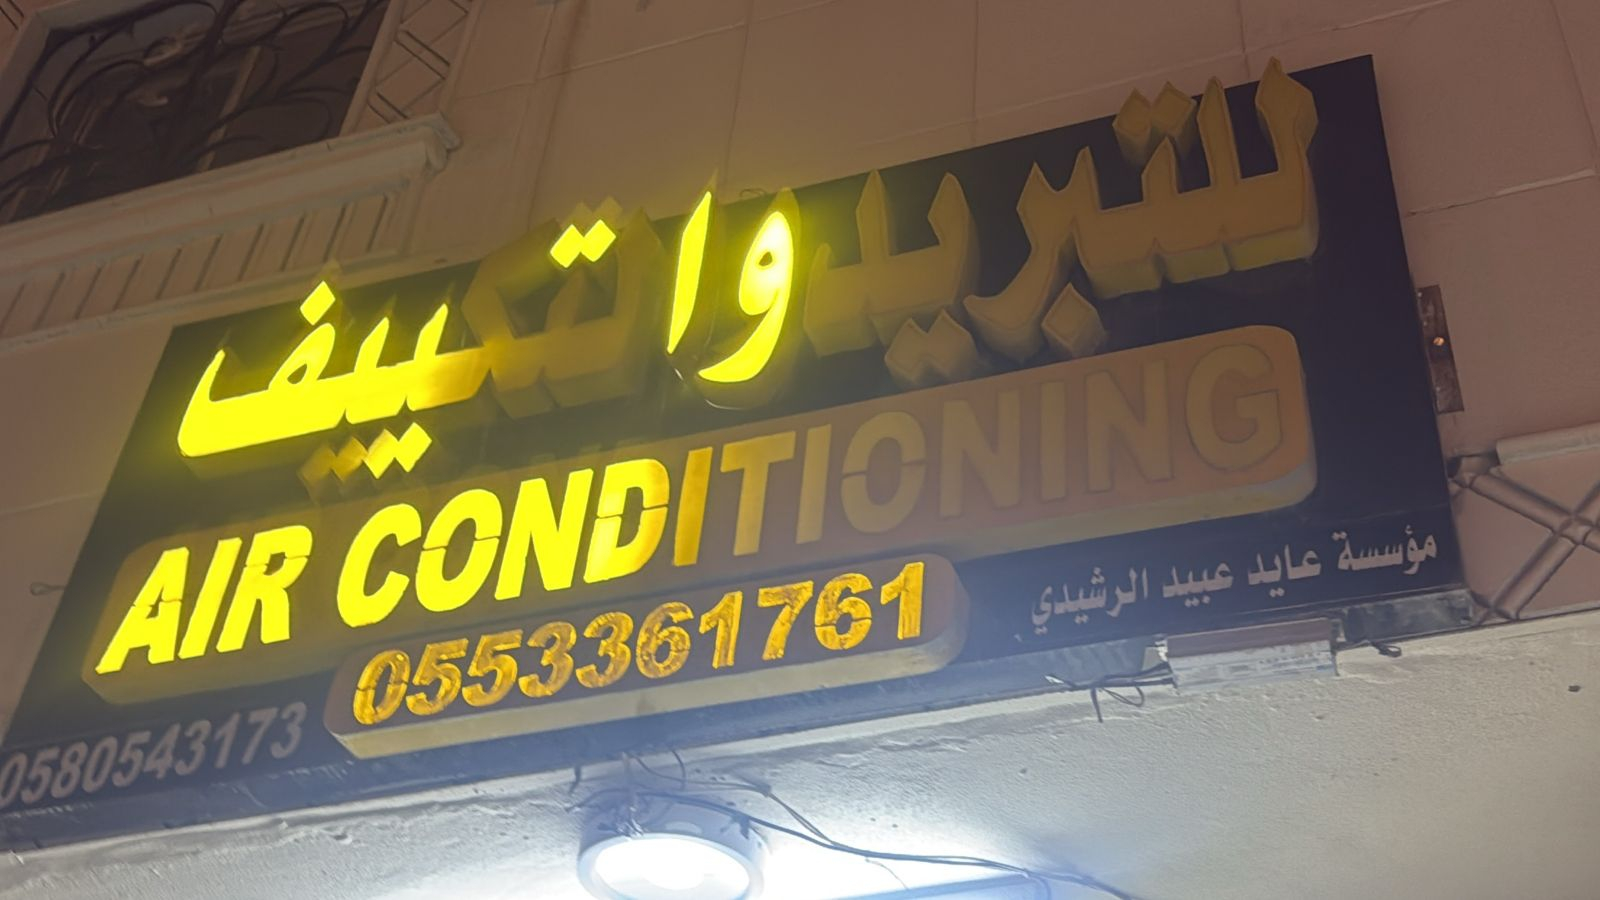 للتبريد والتكييف
AIR CONDITIONING
0553361761
مؤسسة عايد عبيد الرشيدي
0580543173